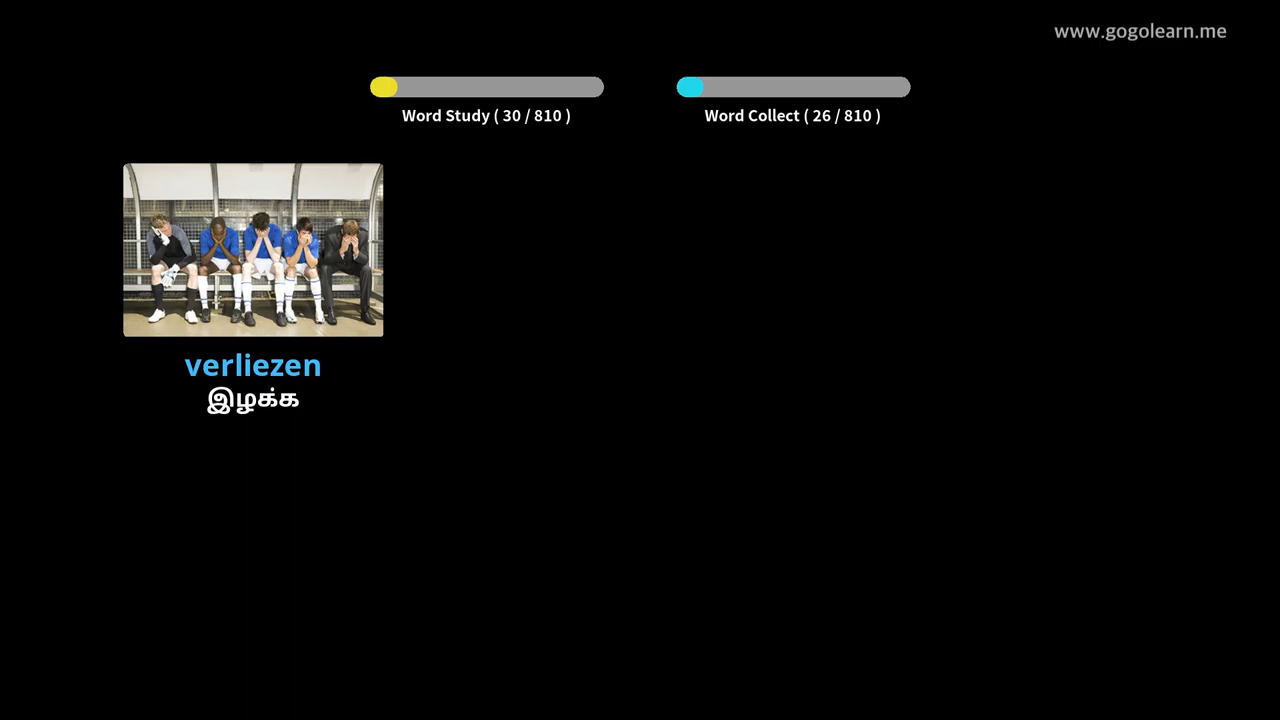 www.gogolearn.me
Word Study ( 30 / 810 )
Word Collect ( 26 / 810 )
verliezen
இழக்க